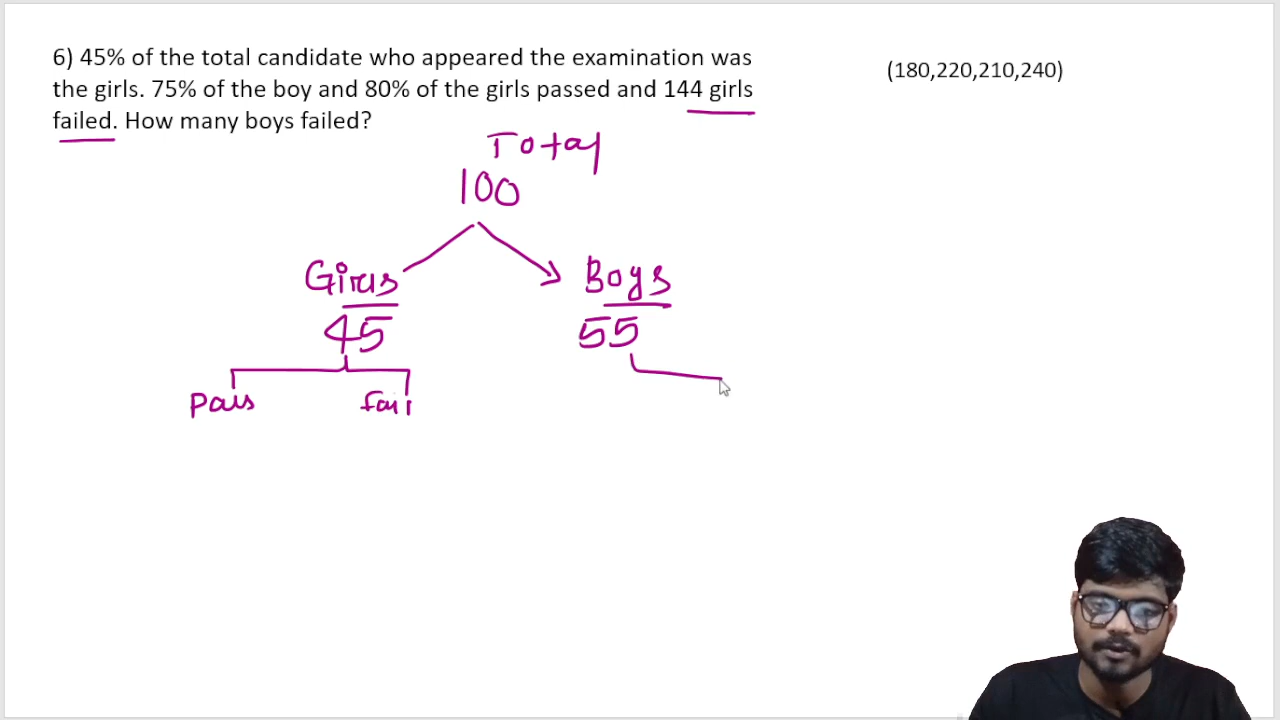 6) 45% of the total candidate who appeared the examination was
the girls. 75% of the boy and 80% of the girls passed and 144 girls
failed. How many boys failed?
(180,220,210,240)
Total
100
Girls
Boys
45
55
Pass
fail